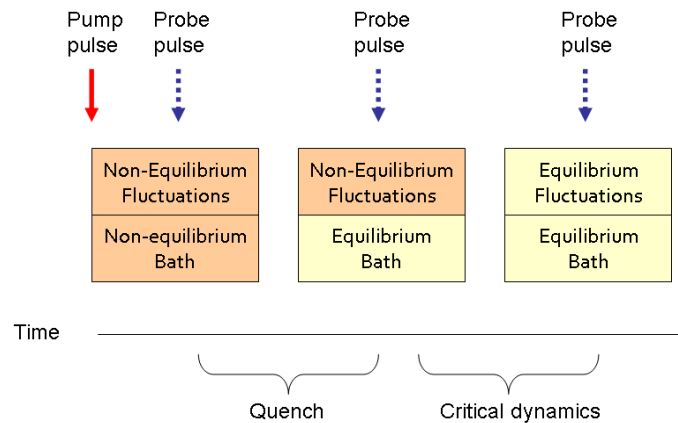 Pump
pulse
Probe
pulse
Probe
pulse
Probe
pulse
Non-Equilibrium
Fluctuations
Non-equilibrium
Bath
Non-Equilibrium
Fluctuations
Equilibrium
Bath
Equilibrium
Fluctuations
Equilibrium
Bath
Time
Quench
Critical dynamics